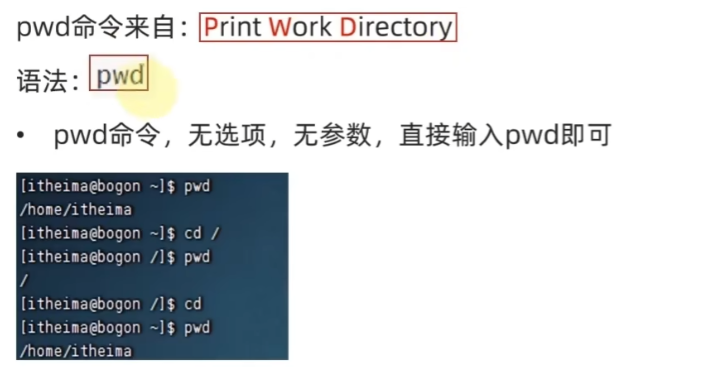 pwd命令来自：Print Work Directory
语法：pwd
• pwd命令，无选项，无参数，直接输入pwd即可
[itheima@bogon ~]$ pwd
/home/itheima
[itheima@bogon ~]$ cd /
[itheima@bogon /]$ pwd
/
[itheima@bogon /]$ cd
[itheima@bogon ~]$ pwd
/home/itheima